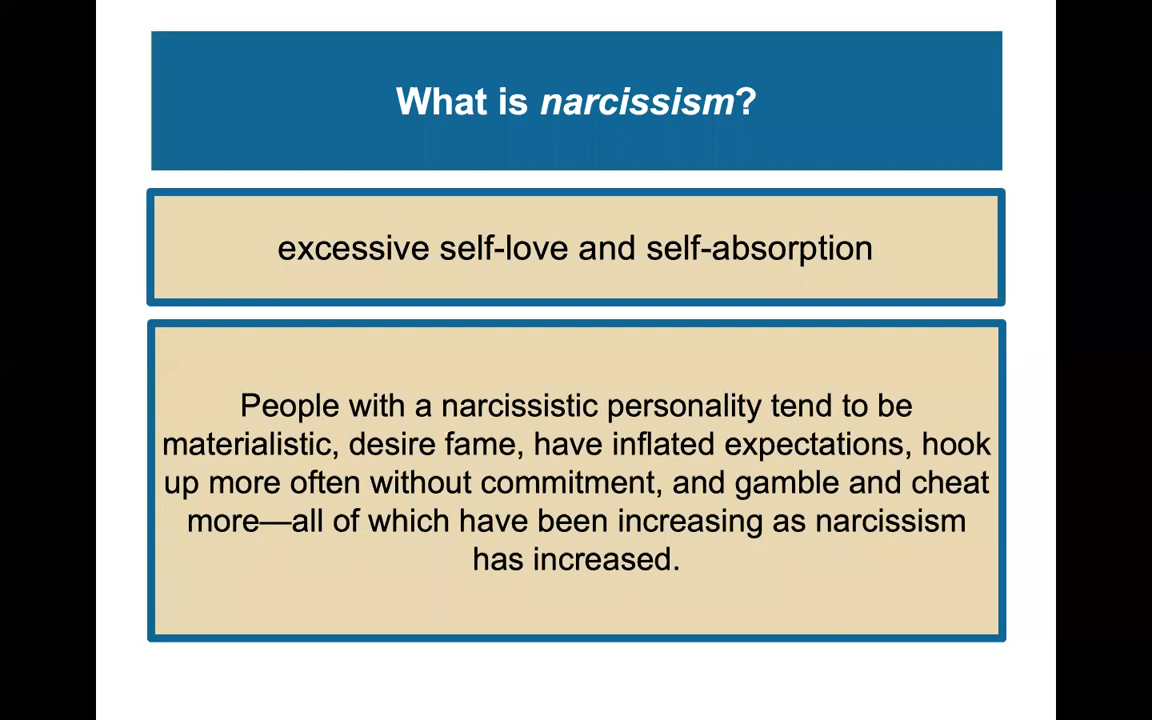 What is narcissism?
excessive self-love and self-absorption
People with a narcissistic personality tend to be
materialistic, desire fame, have inflated expectations, hook
up more often without commitment, and gamble and cheat
more—all of which have been increasing as narcissism
has increased.